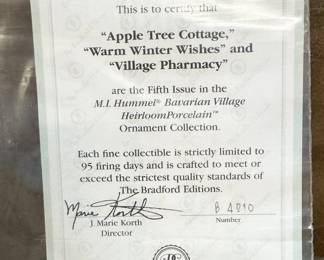 This is to certify that
“Apple Tree Cottage,”
“Warm Winter Wishes” and
“Village Pharmacy”
are the Fifth Issue in the
M.I. Hummel® Bavarian Village
HeirloomPorcelain™
Ornament Collection.
Each fine collectible is strictly limited to
95 firing days and is crafted to meet or
exceed the strictest quality standards of
The Bradford Editions.
Marie Korth
J. Marie Korth
Director
Number